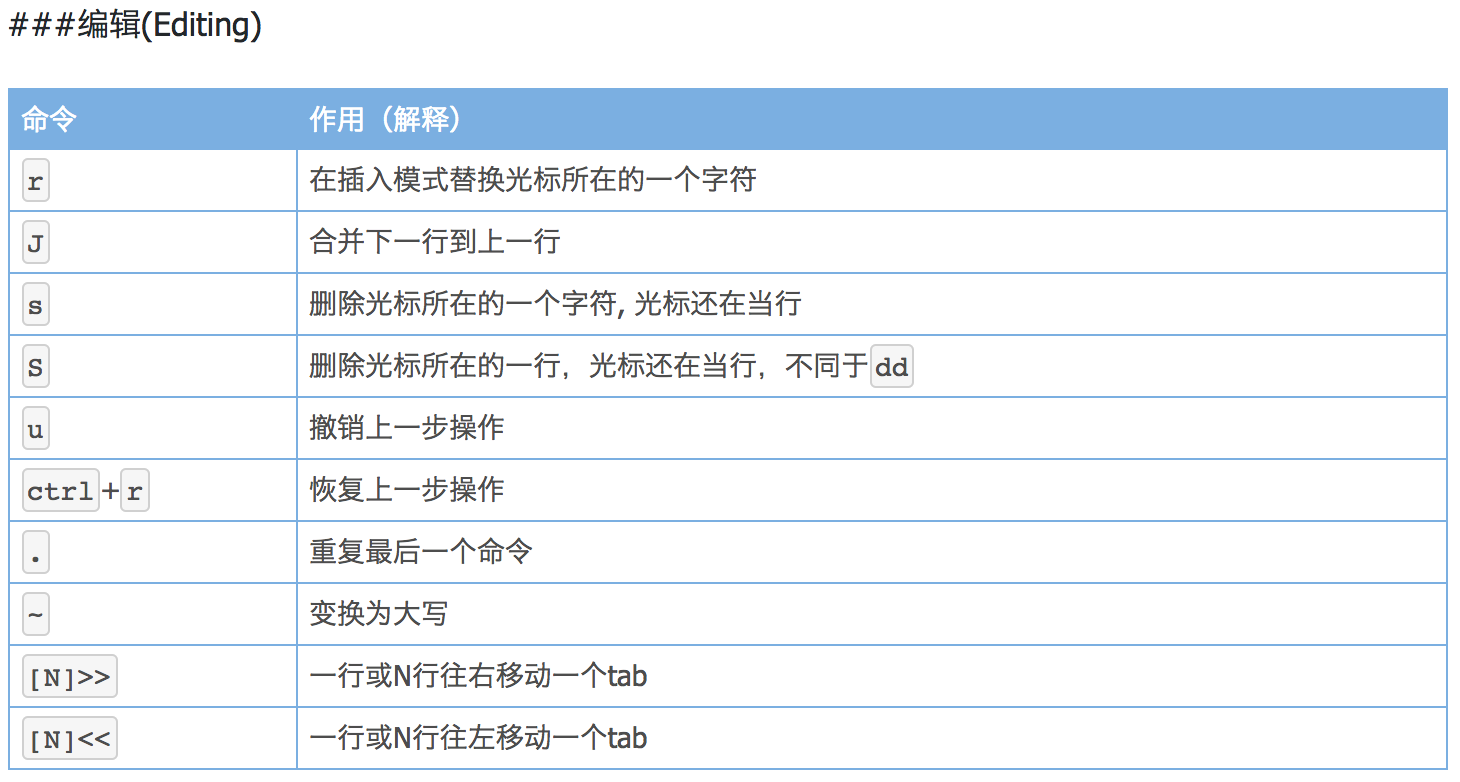 ###编辑(Editing)
命令 作用（解释）
r 在插入模式替换光标所在的一个字符
J 合并下一行到上一行
s 删除光标所在的一个字符, 光标还在当行
S 删除光标所在的一行，光标还在当行，不同于dd
u 撤销上一步操作
ctrl+r 恢复上一步操作
. 重复最后一个命令
~ 变换为大写
[N]>> 一行或N行往右移动一个tab
[N]<< 一行或N行往左移动一个tab